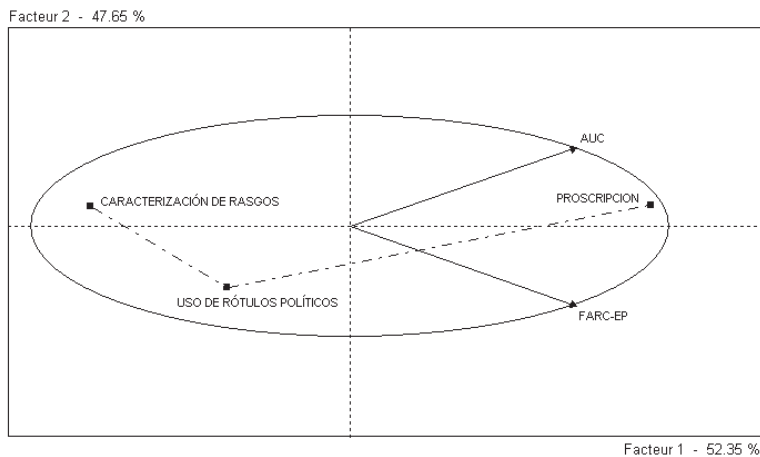 Facteur 2 - 47.65 %
AUC
CARACTERIZACIÓN DE RASGOS
PROSCRIPCION
USO DE RÓTULOS POLÍTICOS
FARC-EP
Facteur 1 - 52.35 %